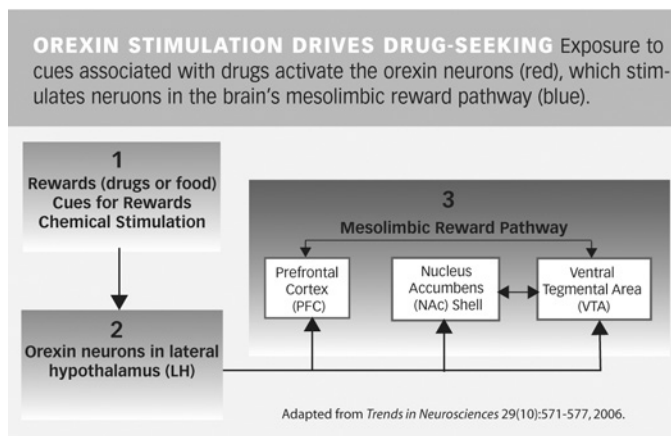 OREXIN STIMULATION DRIVES DRUG-SEEKING Exposure to
cues associated with drugs activate the orexin neurons (red), which stim-
ulates neruons in the brain's mesolimbic reward pathway (blue).
1
Rewards (drugs or food)
Cues for Rewards
Chemical Stimulation
2
Orexin neurons in lateral
hypothalamus (LH)
3
Mesolimbic Reward Pathway
Prefrontal
Cortex
(PFC)
Nucleus
Accumbens
(NAc) Shell
Ventral
Tegmental Area
(VTA)
Adapted from Trends in Neurosciences 29(10):571-577, 2006.